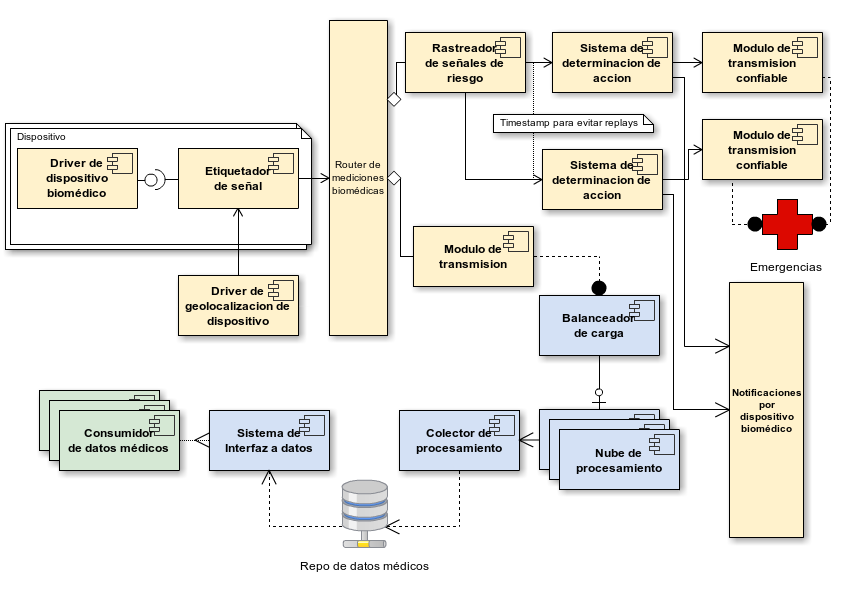 Rastreador
de señales de
riesgo
Sistema de
determinacion de
accion
Modulo de
transmision
confiable
Timestamp para evitar replays
Dispositivo
Driver de
dispositivo
biomédico
Etiquetador
de señal
Router de
mediciones
biomédicas
Sistema de
determinacion de
accion
Modulo de
transmision
confiable
Modulo de
transmision
Emergencias
Driver de
geolocalizacion de
dispositivo
Balanceador
de carga
Notificaciones
por
dispositivo
biomédico
Consumidor
de datos médicos
Sistema de
Interfaz a datos
Colector de
procesamiento
Nube de
procesamiento
Repo de datos médicos